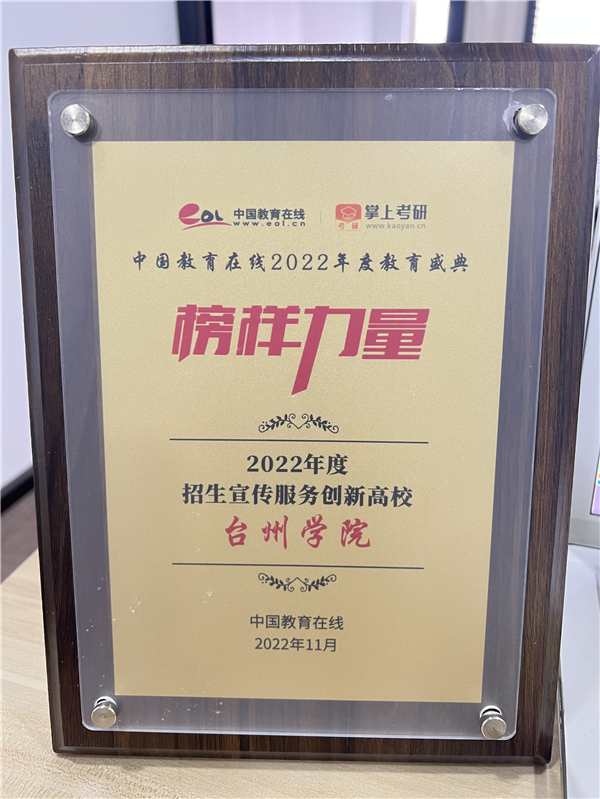 eol 中国教育在线 www.eol.cn 考研 掌上考研 www.kaoyan.cn
中国教育在线2022年度教育盛典
榜样力量
2022年度
招生宣传服务创新高校
台州学院
中国教育在线
2022年11月